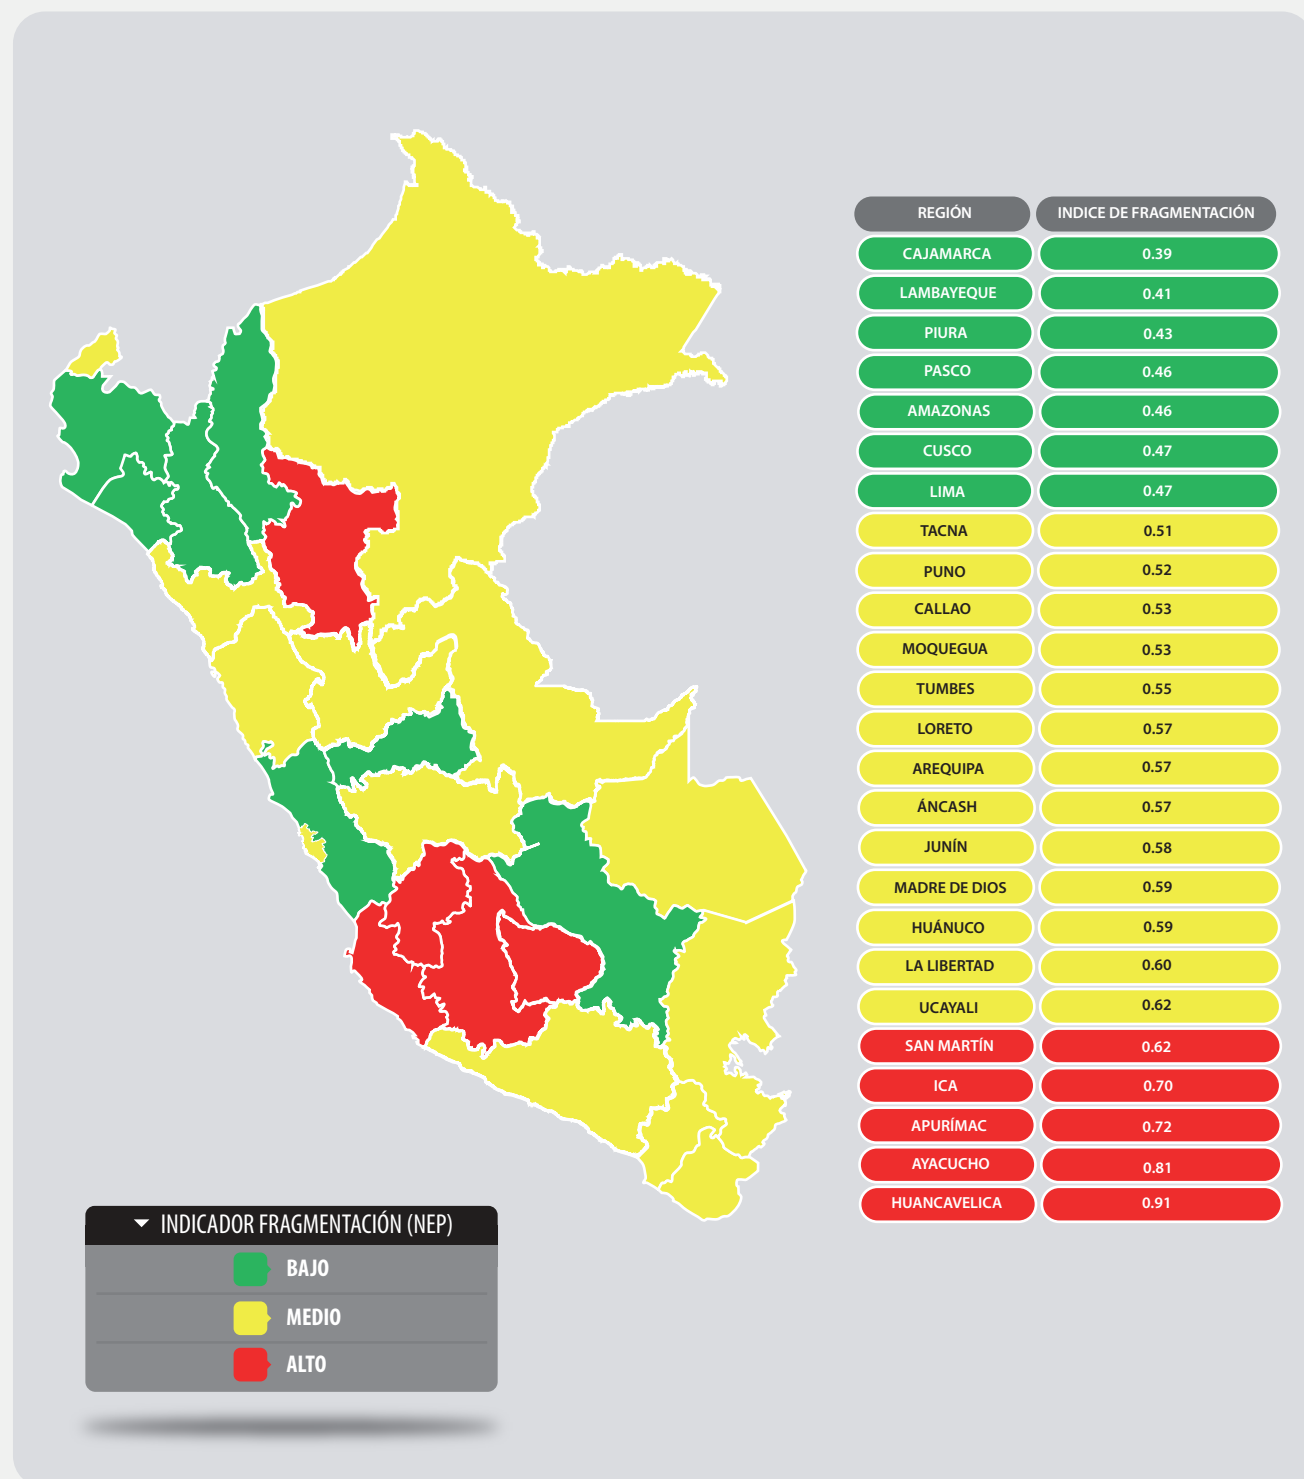 REGIÓN INDICE DE FRAGMENTACIÓN
CAJAMARCA 0.39
LAMBAYEQUE 0.41
PIURA 0.43
PASCO 0.46
AMAZONAS 0.46
CUSCO 0.47
LIMA 0.47
TACNA 0.51
PUNO 0.52
CALLAO 0.53
MOQUEGUA 0.53
TUMBES 0.55
LORETO 0.57
AREQUIPA 0.57
ÁNCASH 0.57
JUNÍN 0.58
MADRE DE DIOS 0.59
HUÁNUCO 0.59
LA LIBERTAD 0.60
UCAYALI 0.62
SAN MARTÍN 0.62
ICA 0.70
APURÍMAC 0.72
AYACUCHO 0.81
HUANCAVELICA 0.91
INDICADOR FRAGMENTACIÓN (NEP)
BAJO
MEDIO
ALTO